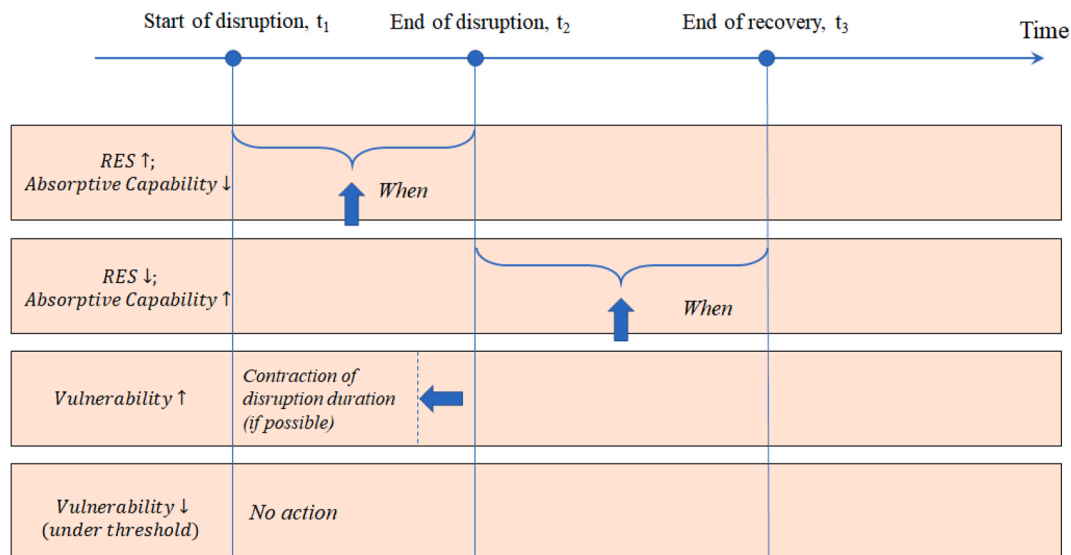 Start of disruption, t₁
End of disruption, t₂
End of recovery, t₃
Time
RES ↑;
Absorptive Capability ↓
When
RES ↓;
Absorptive Capability ↑
When
Vulnerability ↑
Contraction of
disruption duration
(if possible)
Vulnerability ↓
(under threshold)
No action